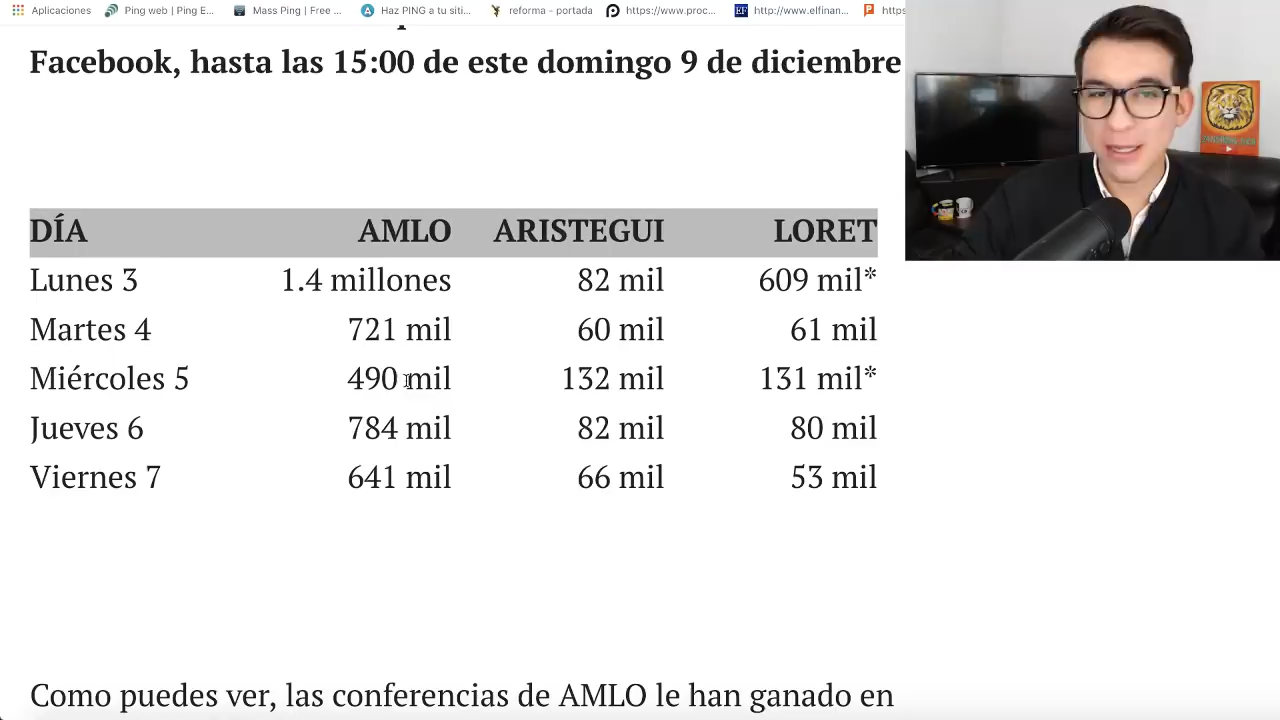 Aplicaciones Ping web | Ping E... Mass Ping | Free ... Haz PING a tu siti... reforma - portada https://www.proc... http://www.elfinan... https
Facebook, hasta las 15:00 de este domingo 9 de diciembre
DÍA AMLO ARISTEGUI LORET
Lunes 3 1.4 millones 82 mil 609 mil*
Martes 4 721 mil 60 mil 61 mil
Miércoles 5 490 mil 132 mil 131 mil*
Jueves 6 784 mil 82 mil 80 mil
Viernes 7 641 mil 66 mil 53 mil
Como puedes ver, las conferencias de AMLO le han ganado en